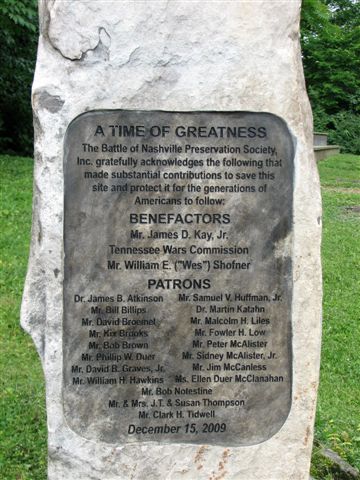 A TIME OF GREATNESS
The Battle of Nashville Preservation Society,
Inc. gratefully acknowledges the following that
made substantial contributions to save this
site and protect it for the generations of
Americans to follow:
BENEFACTORS
Mr. James D. Kay, Jr.
Tennessee Wars Commission
Mr. William E. ("Wes") Shofner
PATRONS
Dr. James B. Atkinson Mr. Samuel V. Huffman, Jr.
Mr. Bill Billips Dr. Martin Katahn
Mr. David Broemel Mr. Malcolm H. Liles
Mr. Kix Brooks Mr. Fowler H. Low
Mr. Bob Brown Mr. Peter McAlister
Mr. Phillip W. Duer Mr. Sidney McAlister, Jr.
Mr. David B. Graves, Jr. Mr. Jim McCanless
Mr. William H. Hawkins Ms. Ellen Duer McClanahan
Mr. Bob Notestine
Mr. & Mrs. J.T. & Susan Thompson
Mr. Clark H. Tidwell
December 15, 2009